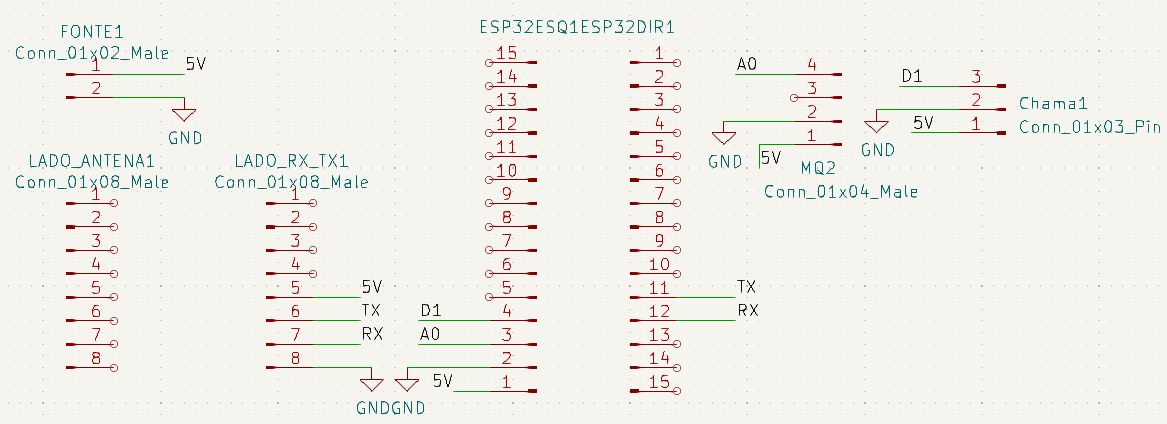 FONTE1
Conn_01x02_Male
1
5V
2
GND
LADO_ANTENA1
Conn_01x08_Male
1
2
3
4
5
6
7
8
LADO_RX_TX1
Conn_01x08_Male
1
2
3
4
5
5V
6
TX
7
RX
8
GND
ESP32ESQ1
15
14
13
12
11
10
9
8
7
6
5
D1
4
A0
3
2
GND
5V
1
ESP32DIR1
1
2
3
4
5
6
7
8
9
10
11
TX
12
RX
13
14
15
A0
4
3
2
GND
5V
1
MQ2
Conn_01x04_Male
D1
3
2
GND
5V
1
Chama1
Conn_01x03_Pin